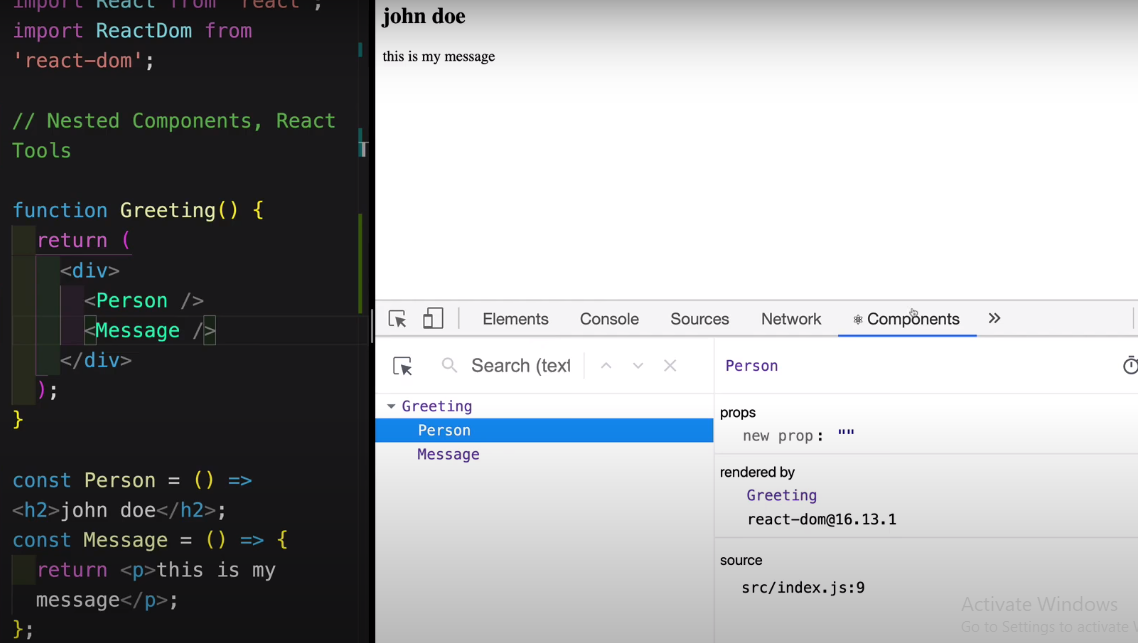 import React from 'react';
import ReactDom from
'react-dom';
// Nested Components, React
Tools
function Greeting() {
return (
<div>
<Person />
<Message />
</div>
);
}
const Person = () =>
<h2>john doe</h2>;
const Message = () => {
return <p>this is my
message</p>;
};
john doe
this is my message
Elements Console Sources Network Components »
Search (text
Person
Greeting
Person
Message
props
new prop: ""
rendered by
Greeting
react-dom@16.13.1
source
src/index.js:9
Activate Windows
Go to Settings to activate W